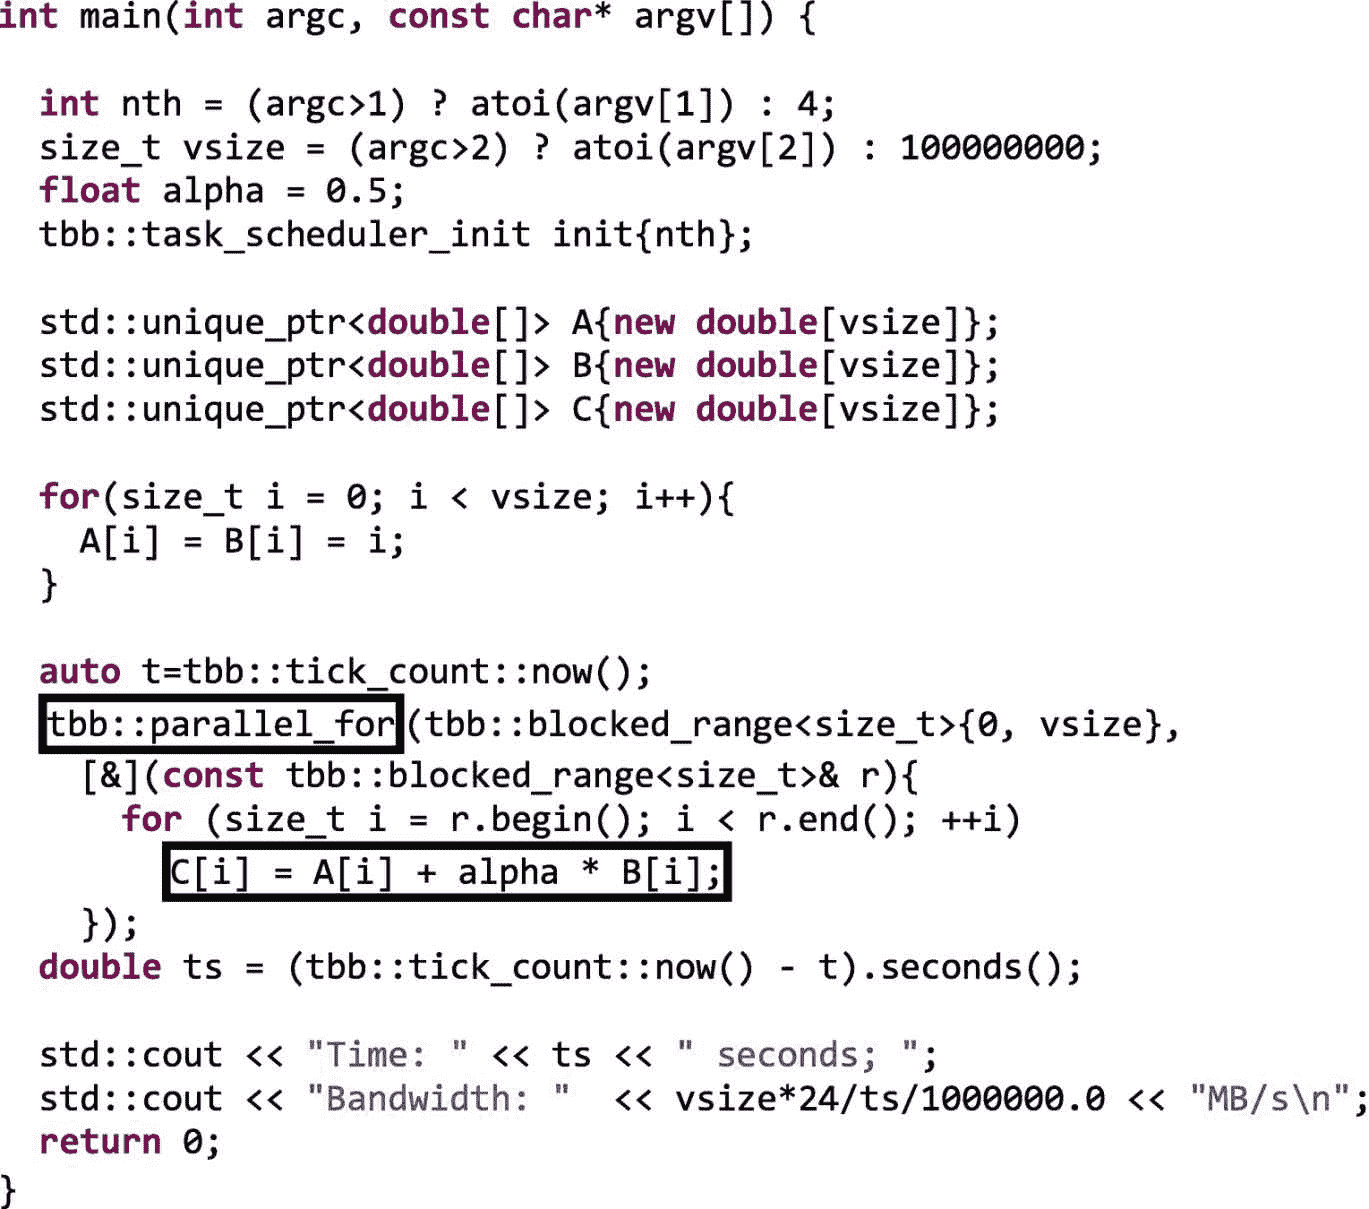 int main(int argc, const char* argv[]) {
int nth = (argc>1) ? atoi(argv[1]) : 4;
size_t vsize = (argc>2) ? atoi(argv[2]) : 100000000;
float alpha = 0.5;
tbb::task_scheduler_init init{nth};
std::unique_ptr<double[]> A{new double[vsize]};
std::unique_ptr<double[]> B{new double[vsize]};
std::unique_ptr<double[]> C{new double[vsize]};
for(size_t i = 0; i < vsize; i++){
A[i] = B[i] = i;
}
auto t=tbb::tick_count::now();
tbb::parallel_for(tbb::blocked_range<size_t>{0, vsize},
[&](const tbb::blocked_range<size_t>& r){
for (size_t i = r.begin(); i < r.end(); ++i)
C[i] = A[i] + alpha * B[i];
});
double ts = (tbb::tick_count::now() - t).seconds();
std::cout << "Time: " << ts << " seconds; ";
std::cout << "Bandwidth: "  << vsize*24/ts/1000000.0 << "MB/s\n";
return 0;
}